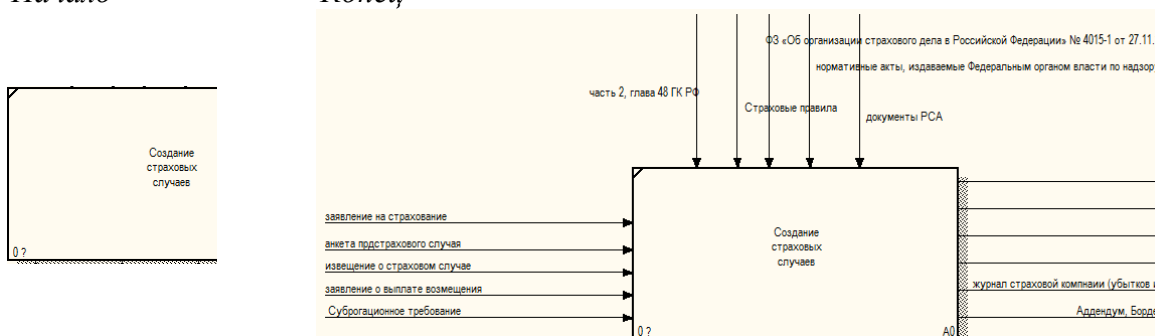 Начало
Конец
Создание
страховых
случаев
0 ?
ФЗ «Об организации страхового дела в Российской Федерации» № 4015-1 от 27.11.
нормативные акты, издаваемые Федеральным органом власти по надзору
часть 2, глава 48 ГК РФ
Страховые правила
документы РСА
заявление на страхование
анкета прдстрахового случая
извещение о страховом случае
заявление о выплате возмещения
Суброгационное требование
Создание
страховых
случаев
0 ?
A0
журнал страховой компнаии (убытков и
Аддендум, Борде